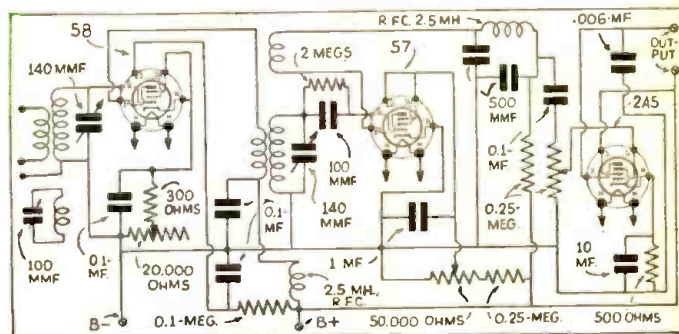 58
140 MMF.
100 MMF
0.1-
MF.
300
OHMS
20,000
OHMS
0.1-MEG.
0.1-
MF.
2.5 MH.
R.F.C.
B-
B+
2 MEGS
57
100
MMF
140
MMF
1 MF
50,000 OHMS
0.25-MEG.
R.F.C. 2.5 MH
500
MMF
0.1-
MF.
0.25-
MEG.
.006-MF
OUT-
PUT
2A5
10
MF.
500 OHMS